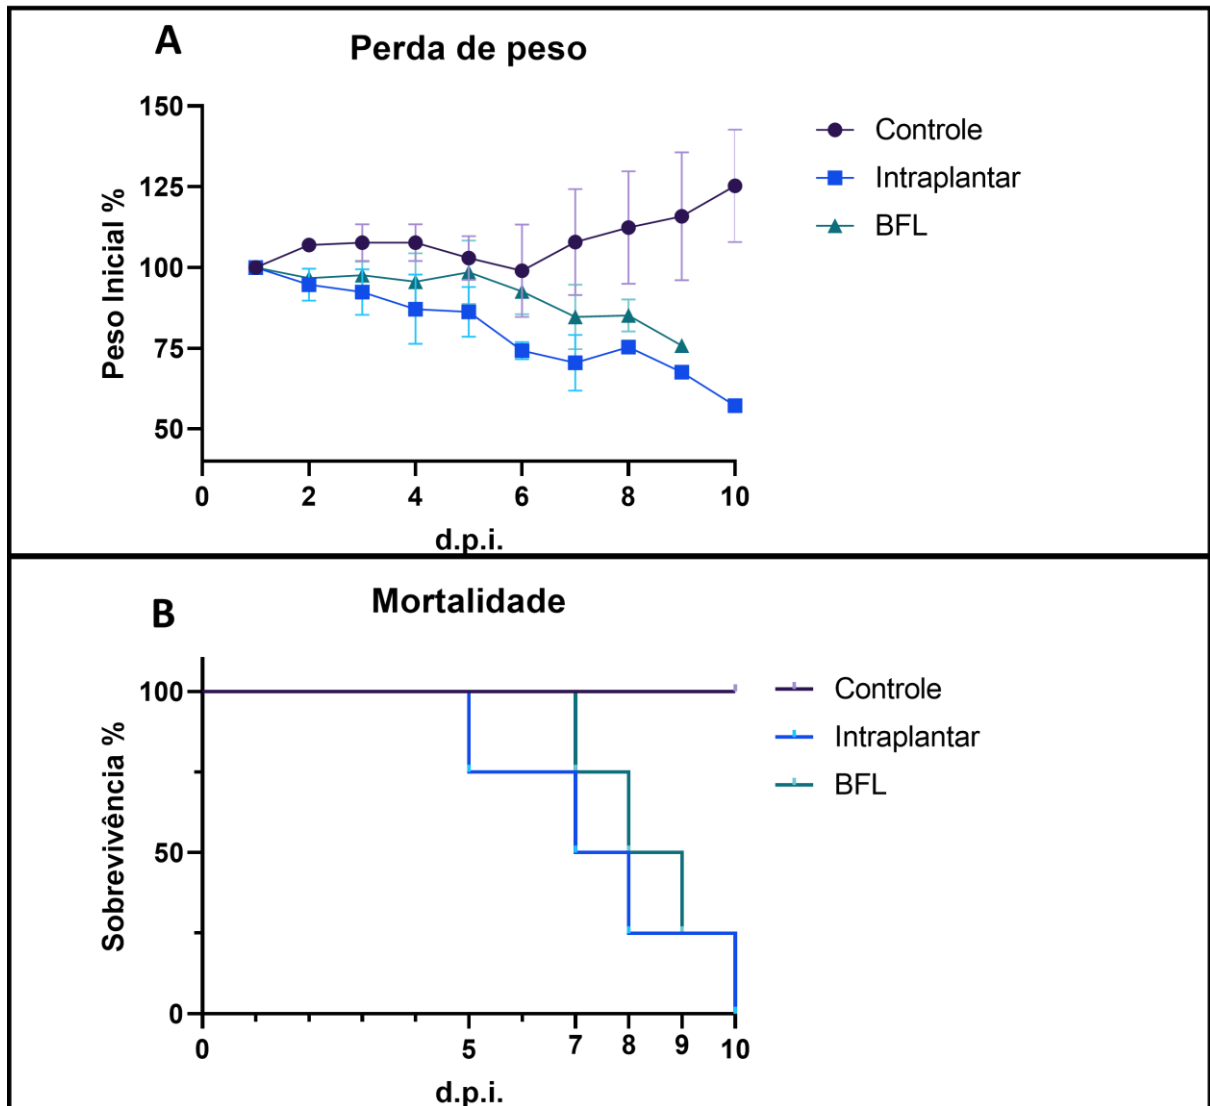 A
Perda de peso
Peso Inicial %
150
125
100
75
50
0 2 4 6 8 10
d.p.i.
Controle
Intraplantar
BFL
B
Mortalidade
Sobrevivência %
100
50
0
0 5 7 8 9 10
d.p.i.
Controle
Intraplantar
BFL